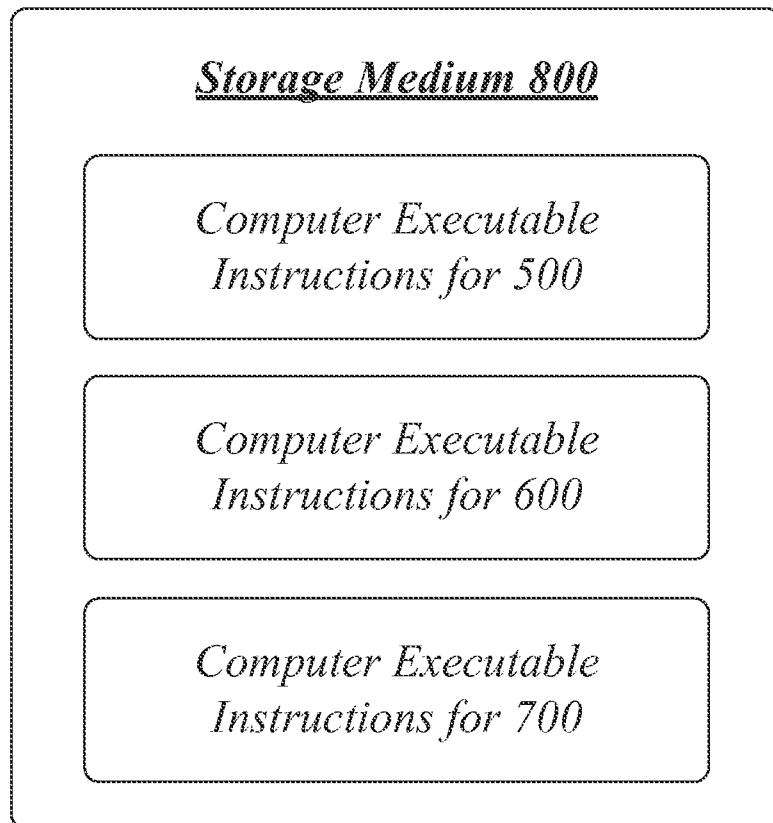 Storage Medium 800
Computer Executable
Instructions for 500
Computer Executable
Instructions for 600
Computer Executable
Instructions for 700